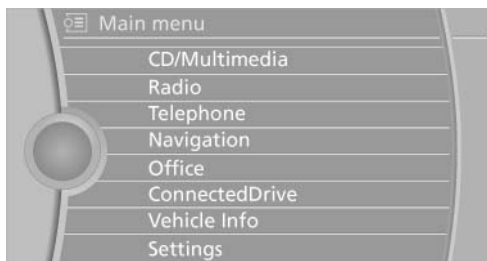 Main menu
CD/Multimedia
Radio
Telephone
Navigation
Office
ConnectedDrive
Vehicle Info
Settings